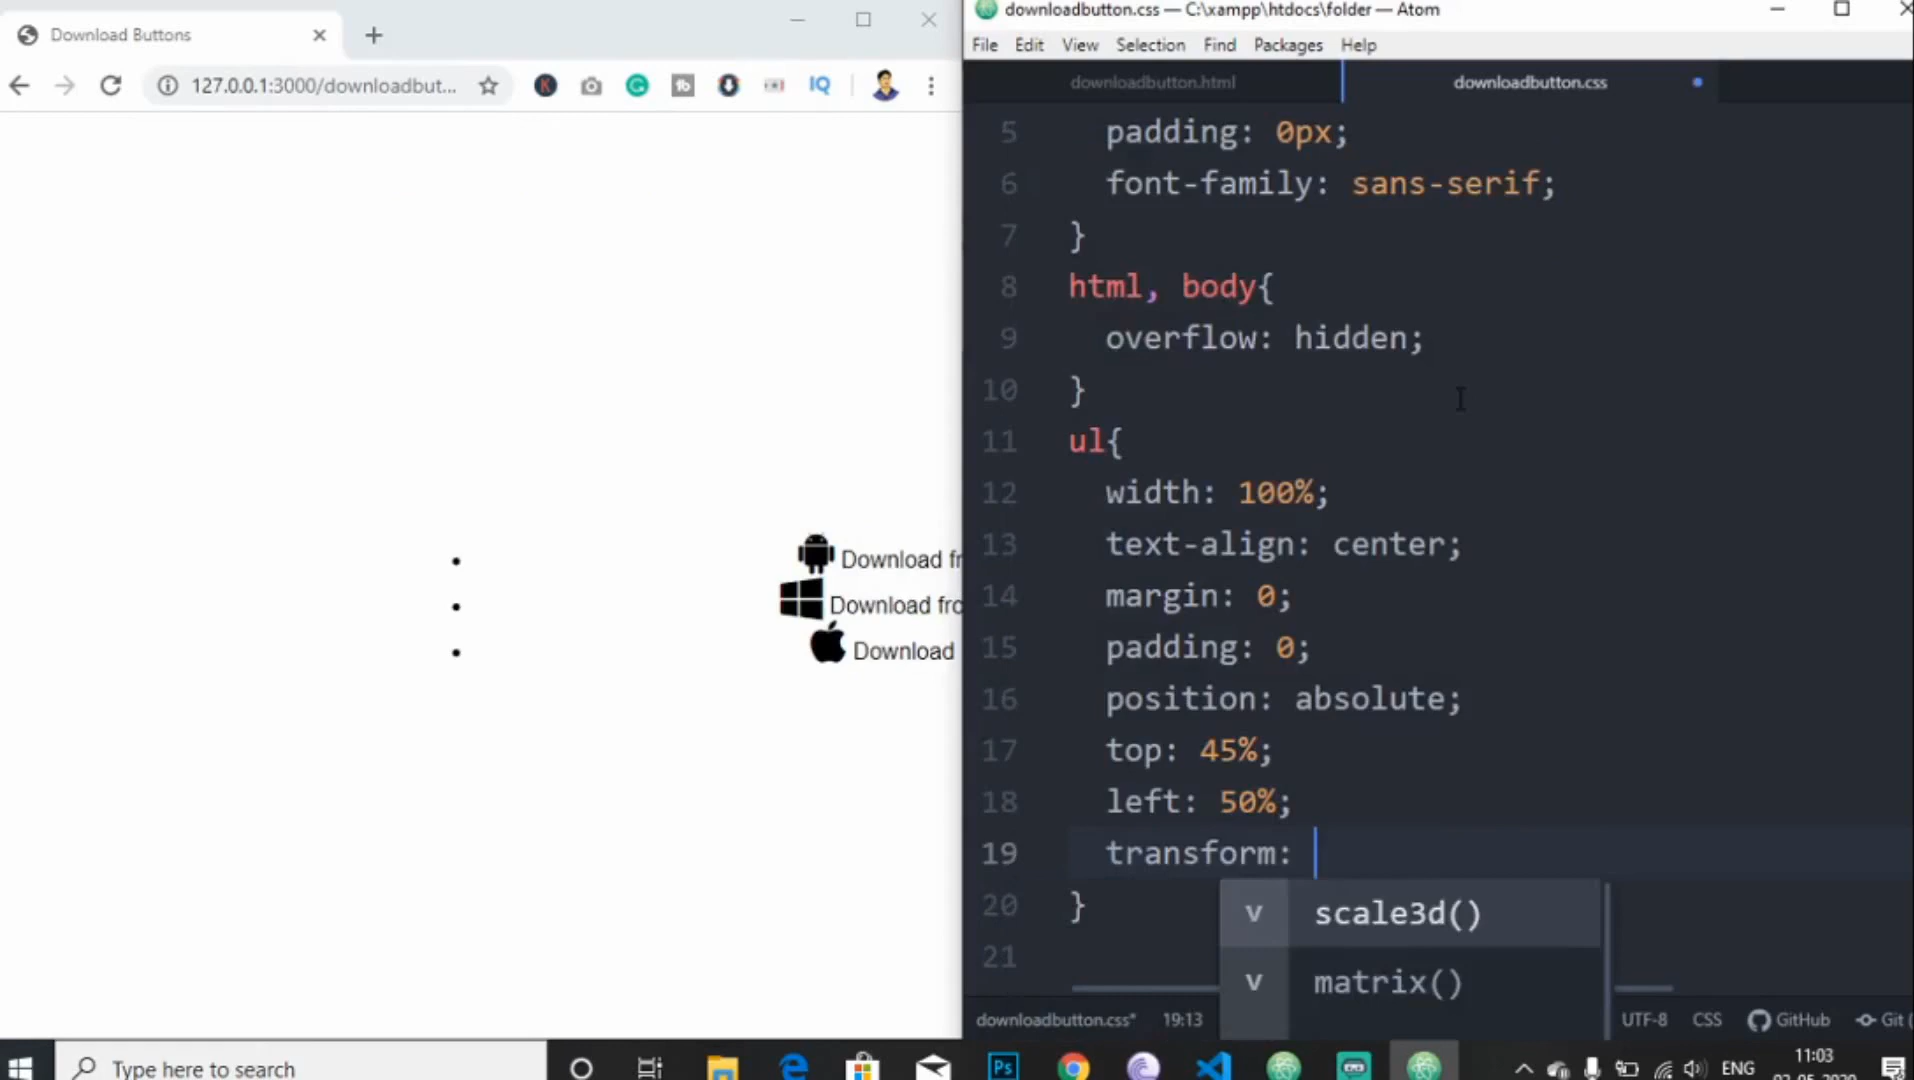 Download Buttons
127.0.0.1:3000/downloadbut...
K
IQ
Download fr
Download fro
Download
downloadbutton.css — C:\xampp\htdocs\folder — Atom
File Edit View Selection Find Packages Help
downloadbutton.html downloadbutton.css
5 padding: 0px;
6 font-family: sans-serif;
7 }
8 html, body{
9 overflow: hidden;
10 }
11 ul{
12 width: 100%;
13 text-align: center;
14 margin: 0;
15 padding: 0;
16 position: absolute;
17 top: 45%;
18 left: 50%;
19 transform:
20 }
21
v scale3d()
v matrix()
downloadbutton.css* 19:13 UTF-8 CSS GitHub Git (
Type here to search
Ps
ENG
11:03